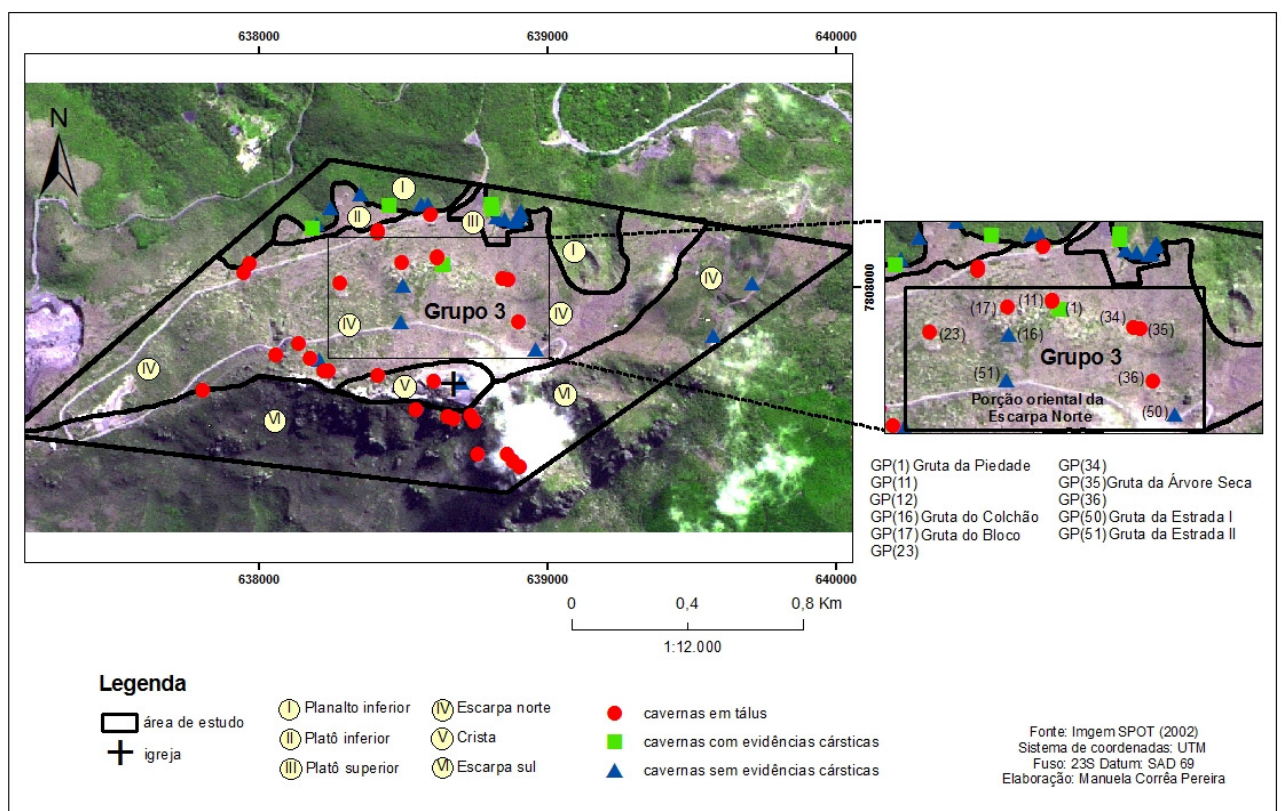 638000
639000
640000
N
I
II
III
I
IV
Grupo 3
IV
IV
IV
V
VI
VI
7808000
638000
639000
640000
(17)
(11)
(1)
(34)
(35)
(23)
(16)
Grupo 3
(51)
(36)
Porção oriental da
Escarpa Norte
(50)
GP(1) Gruta da Piedade
GP(11)
GP(12)
GP(16) Gruta do Colchão
GP(17) Gruta do Bloco
GP(23)
GP(34)
GP(35) Gruta da Árvore Seca
GP(36)
GP(50) Gruta da Estrada I
GP(51) Gruta da Estrada II
0 0,4 0,8 Km
1:12.000
Legenda
área de estudo
igreja
I Planalto inferior
II Platô inferior
III Platô superior
IV Escarpa norte
V Crista
VI Escarpa sul
cavernas em tálus
cavernas com evidências cársticas
cavernas sem evidências cársticas
Fonte: Imgem SPOT (2002)
Sistema de coordenadas: UTM
Fuso: 23S Datum: SAD 69
Elaboração: Manuela Corrêa Pereira